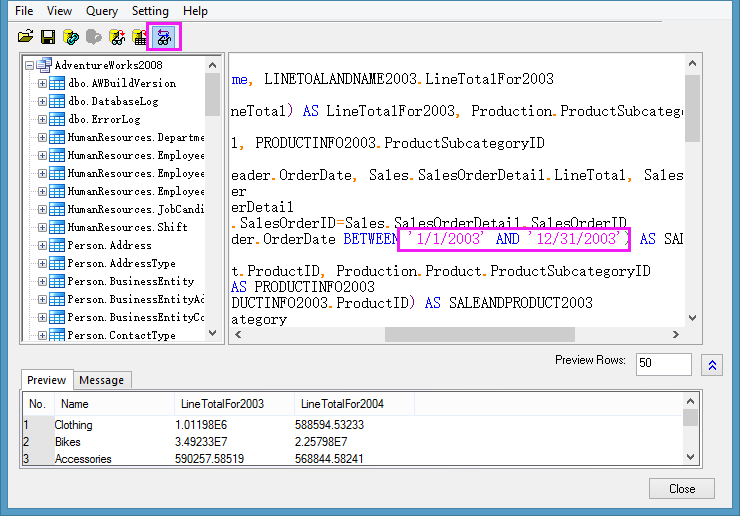 File View Query Setting Help
AdventureWorks2008
dbo.AWBuildVersion
dbo.DatabaseLog
dbo.ErrorLog
HumanResources.Departme
HumanResources.Employee
HumanResources.Employee
HumanResources.Employee
HumanResources.JobCandi
HumanResources.Shift
Person.Address
Person.AddressType
Person.BusinessEntity
Person.BusinessEntityAd
Person.BusinessEntityCo
Person.ContactType
me, LINETOALANDNAME2003.LineTotalFor2003
neTotal) AS LineTotalFor2003, Production.ProductSubcateg
1, PRODUCTINFO2003.ProductSubcategoryID
eader.OrderDate, Sales.SalesOrderDetail.LineTotal, Sales
er
erDetail
.SalesOrderID=Sales.SalesOrderDetail.SalesOrderID
der.OrderDate BETWEEN '1/1/2003' AND '12/31/2003') AS SAL
t.ProductID, Production.Product.ProductSubcategoryID
AS PRODUCTINFO2003
DUCTINFO2003.ProductID) AS SALEANDPRODUCT2003
ategory
Preview Rows: 50
Preview Message
No. Name LineTotalFor2003 LineTotalFor2004
1 Clothing 1.01198E6 588594.53233
2 Bikes 3.49233E7 2.25798E7
3 Accessories 590257.58519 568844.58241
Close